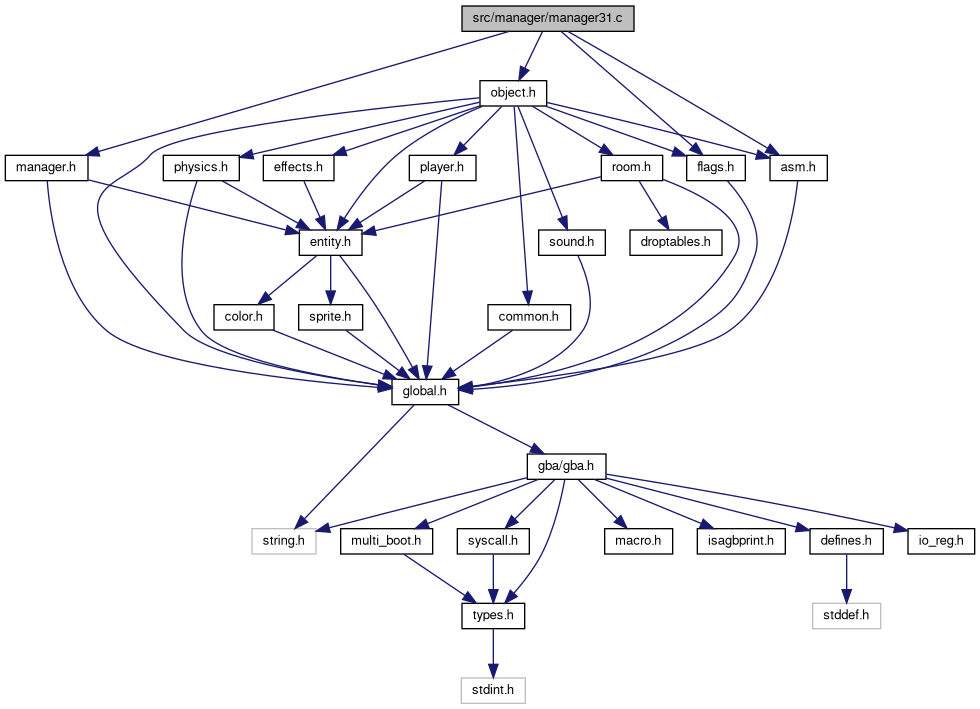 src/manager/manager31.c
object.h
manager.h
physics.h
effects.h
player.h
room.h
flags.h
asm.h
entity.h
sound.h
droptables.h
color.h
sprite.h
common.h
global.h
gba/gba.h
string.h
multi_boot.h
syscall.h
macro.h
isagbprint.h
defines.h
io_reg.h
types.h
stddef.h
stdint.h